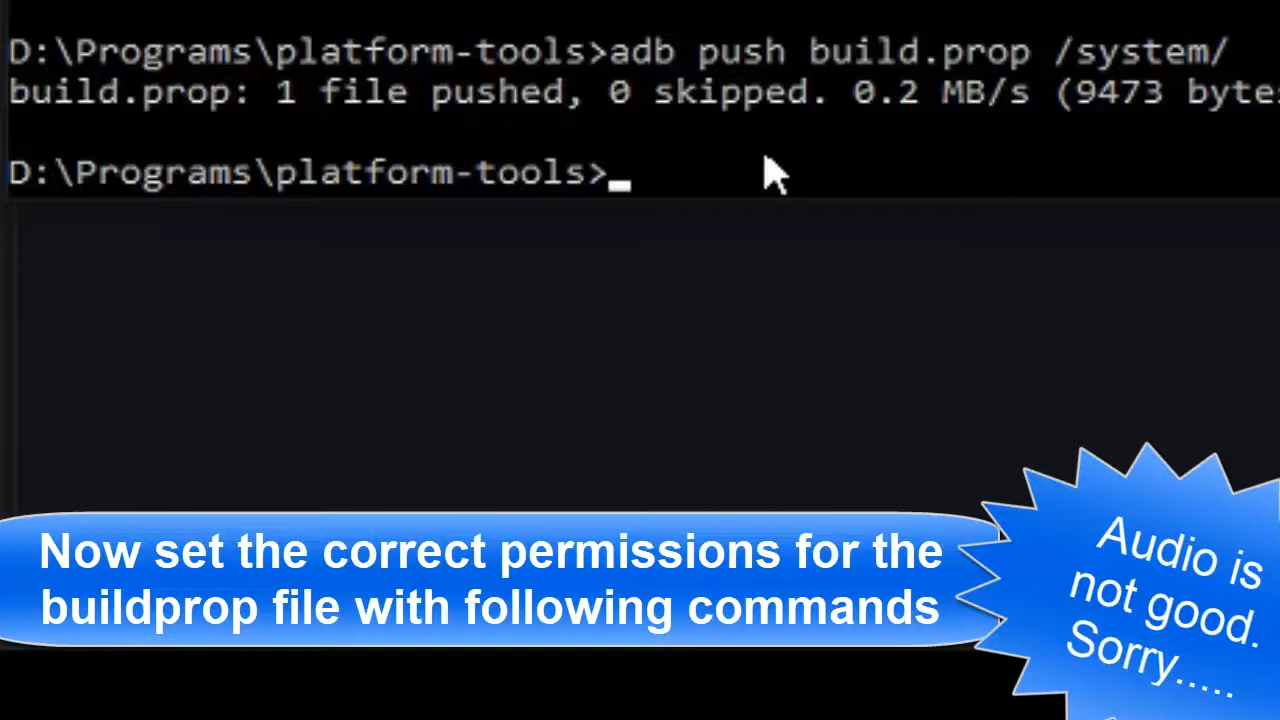 D:\Programs\platform-tools>adb push build.prop /system/
build.prop: 1 file pushed, 0 skipped. 0.2 MB/s (9473 bytes
D:\Programs\platform-tools>
Now set the correct permissions for the
buildprop file with following commands
Audio is
not good.
Sorry.....